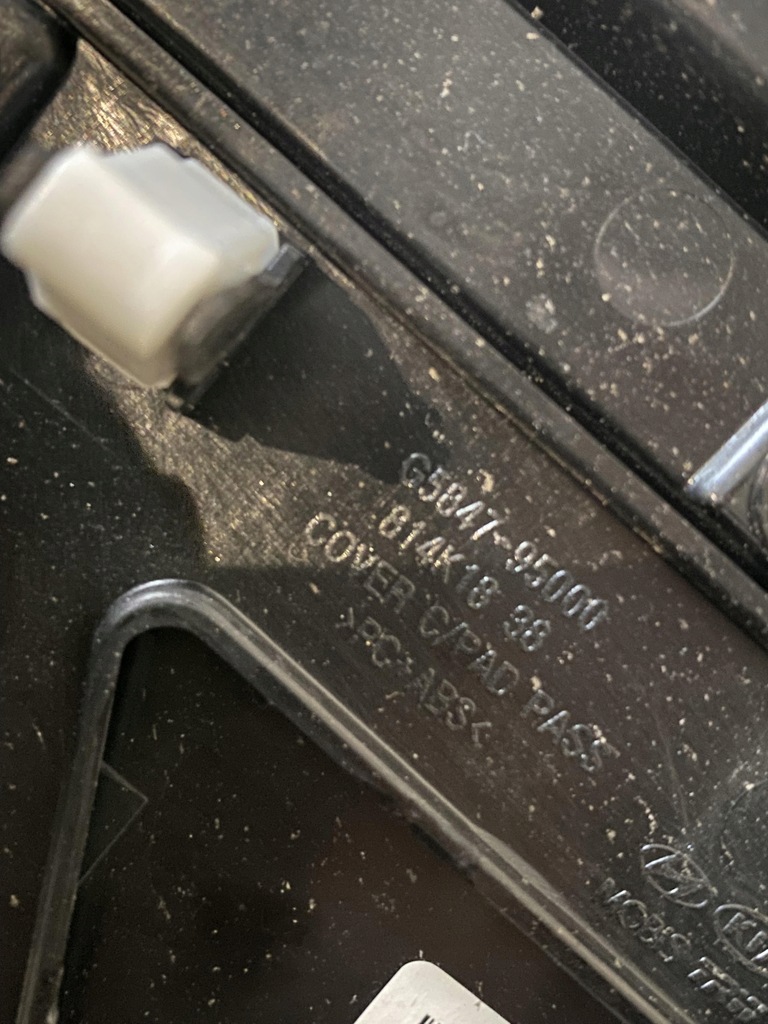 G5847-95000
814K18 38
COVER C/PAD PASS
>PC+ABS<
MOBIS